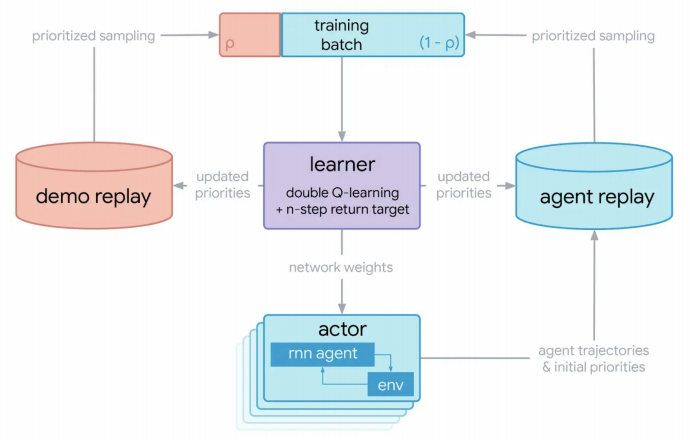 prioritized sampling
ρ
training
batch
(1 - ρ)
prioritized sampling
demo replay
updated
priorities
learner
double Q-learning
+ n-step return target
updated
priorities
agent replay
network weights
actor
rnn agent
env
agent trajectories
& initial priorities